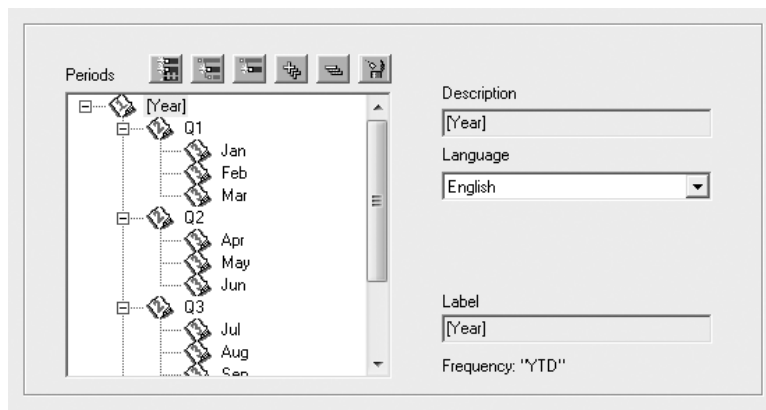 Periods
[Year]
Q1
Jan
Feb
Mar
Q2
Apr
May
Jun
Q3
Jul
Aug
Sep
Description
[Year]
Language
English
Label
[Year]
Frequency: "YTD"